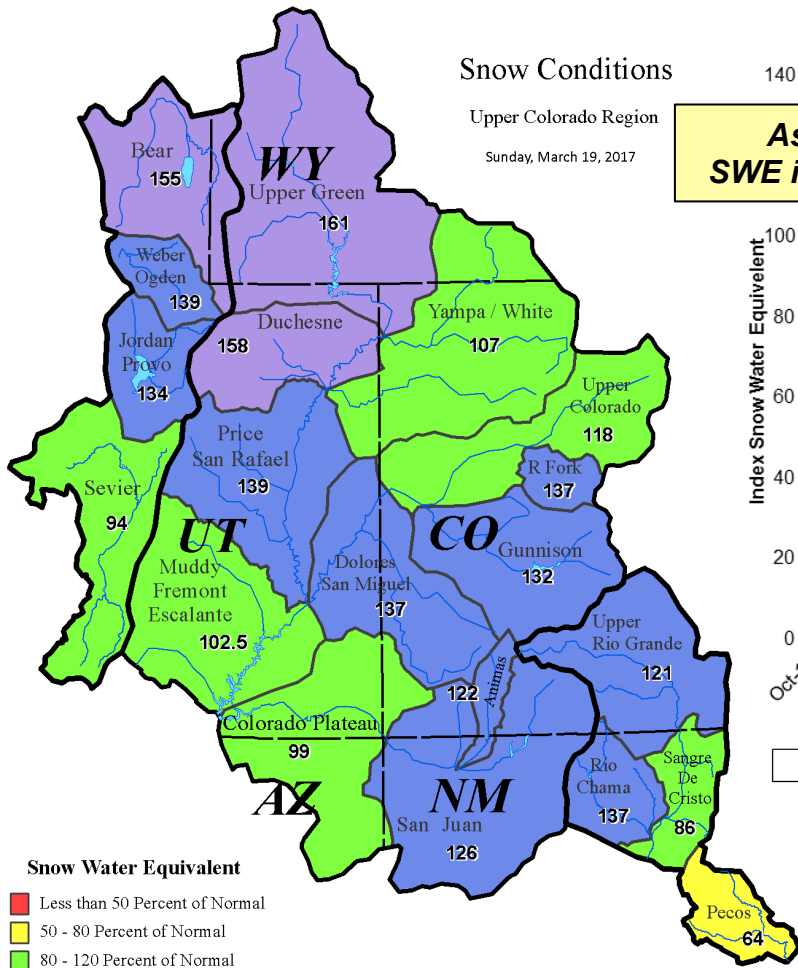 Snow Conditions
Upper Colorado Region
Sunday, March 19, 2017
140
As
SWE i
Index Snow Water Equivelent
100
80
60
40
20
0
Oct-
WY
Bear
155
Upper Green
161
Weber
Ogden
139
Duchesne
158
Yampa / White
107
Jordan
Provo
134
Upper
Colorado
118
Price
San Rafael
139
R Fork
137
Sevier
94
UT
CO
Muddy
Fremont
Escalante
102.5
Dolores
San Miguel
137
Gunnison
132
Upper
Rio Grande
121
Animas
122
Colorado Plateau
99
AZ
NM
San Juan
126
Rio
Chama
137
Sangre
De
Cristo
86
Pecos
64
Snow Water Equivalent
Less than 50 Percent of Normal
50 - 80 Percent of Normal
80 - 120 Percent of Normal